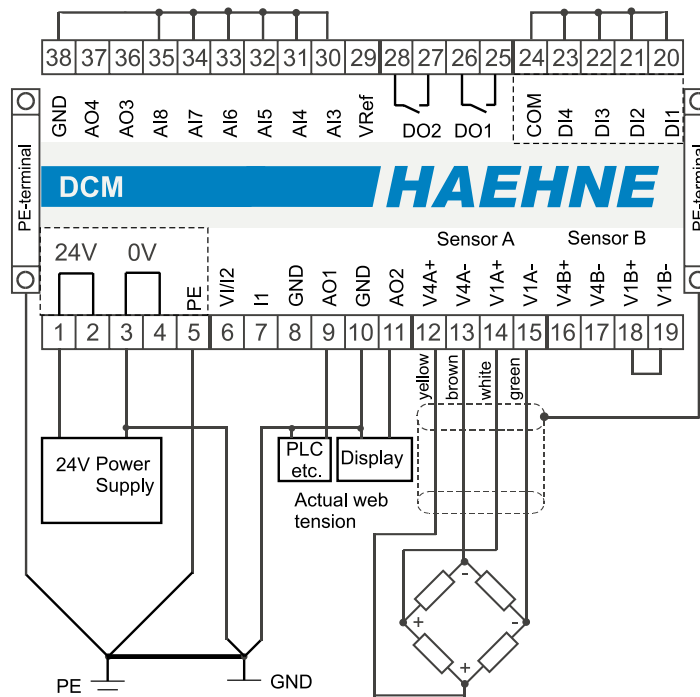 38 37 36 35 34 33 32 31 30 29 28 27 26 25 24 23 22 21 20
GND AO4 AO3 AI8 AI7 AI6 AI5 AI4 AI3 VRef DO2 DO1 COM DI4 DI3 DI2 DI1
PE-terminal
PE-terminal
DCM HAEHNE
Sensor A Sensor B
24V 0V
PE VI/I2 I1 GND AO1 GND AO2 V4A+ V4A- V1A+ V1A- V4B+ V4B- V1B+ V1B-
1 2 3 4 5 6 7 8 9 10 11 12 13 14 15 16 17 18 19
yellow brown white green
24V Power
Supply
PLC
etc.
Display
Actual web
tension
-
+ -
+
PE GND